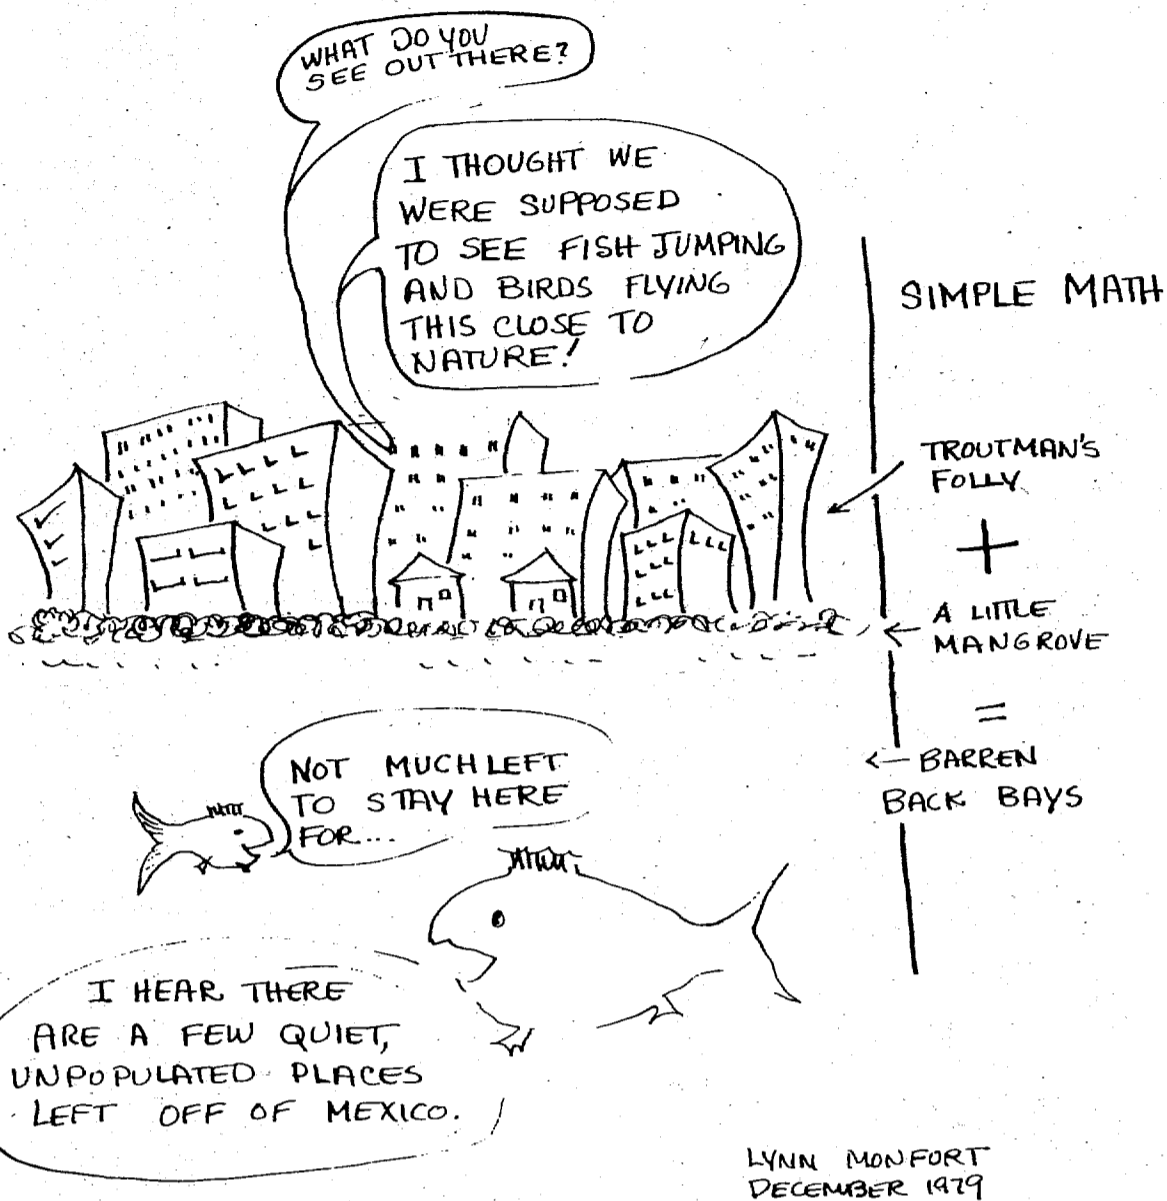 WHAT DO YOU
SEE OUT THERE?
I THOUGHT WE
WERE SUPPOSED
TO SEE FISH JUMPING
AND BIRDS FLYING
THIS CLOSE TO
NATURE!
SIMPLE MATH
TROUTMAN'S
FOLLY
+
A LITTLE
MANGROVE
=
BARREN
BACK BAYS
NOT MUCH LEFT
TO STAY HERE
FOR...
I HEAR THERE
ARE A FEW QUIET,
UNPOPULATED PLACES
LEFT OFF OF MEXICO.
LYNN MONFORT
DECEMBER 1979